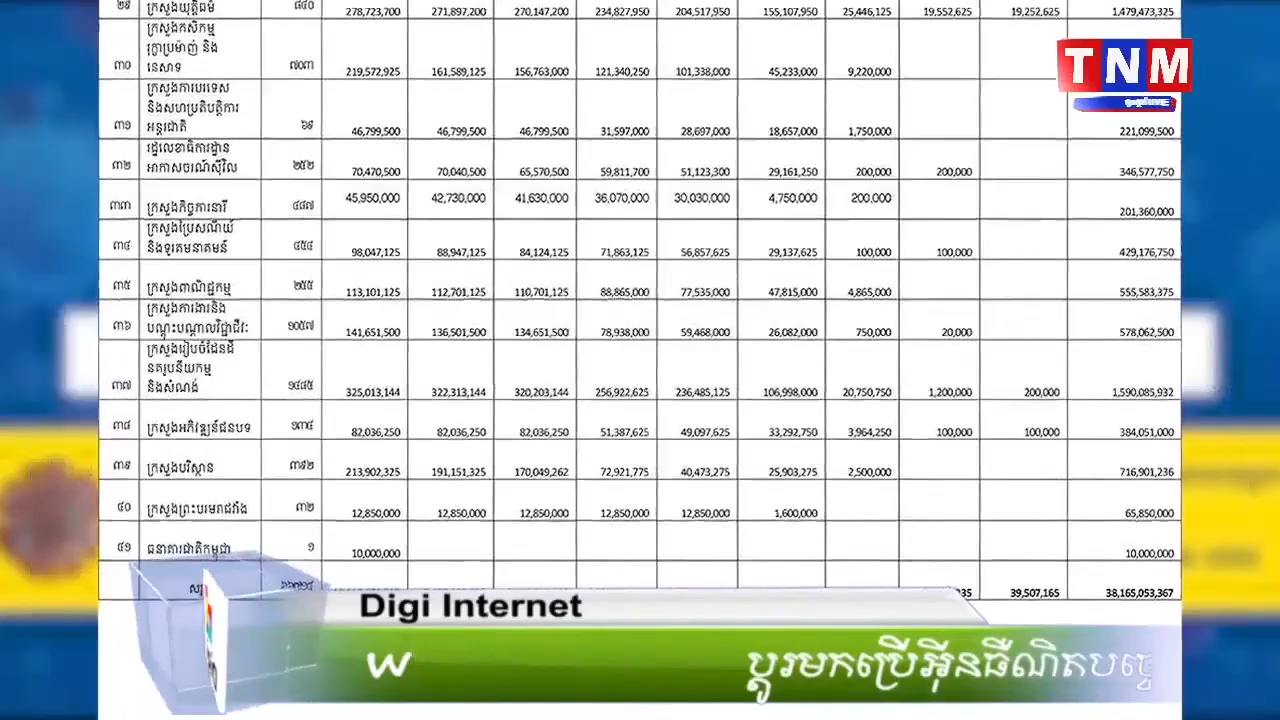 ២៩ ក្រសួងយុត្តិធម៌ ៨៤០ 278,723,700 271,897,200 270,147,200 234,827,950 204,517,950 155,107,950 25,446,125 19,552,625 19,252,625 1,479,473,325
ក្រសួងកសិកម្ម
រុក្ខាប្រម៉ាញ់ និង
៣០ នេសាទ ៧០៣ 219,572,925 161,589,125 156,763,000 121,340,250 101,338,000 45,233,000 9,220,000
ក្រសួងការបរទេស
និងសហប្រតិបត្តិការ
៣១ អន្តរជាតិ ៦៩ 46,799,500 46,799,500 46,799,500 31,597,000 28,697,000 18,657,000 1,750,000 221,099,500
រដ្ឋលេខាធិការដ្ឋាន
៣២ អាកាសចរណ៍ស៊ីវិល ២៥២ 70,470,500 70,040,500 65,570,500 59,811,700 51,123,300 29,161,250 200,000 200,000 346,577,750
៣៣ ក្រសួងកិច្ចការនារី ៤៨៧ 45,950,000 42,730,000 41,630,000 36,070,000 30,030,000 4,750,000 200,000 201,360,000
ក្រសួងប្រៃសណីយ៍
៣៤ និងទូរគមនាគមន៍ ៤៥៤ 98,047,125 88,947,125 84,124,125 71,863,125 56,857,625 29,137,625 100,000 100,000 429,176,750
៣៥ ក្រសួងពាណិជ្ជកម្ម ២៥៥ 113,101,125 112,701,125 110,701,125 88,865,000 77,535,000 47,815,000 4,865,000 555,583,375
ក្រសួងការងារនិង
៣៦ បណ្តុះបណ្តាលវិជ្ជាជីវៈ ១០៥៧ 141,651,500 136,501,500 134,651,500 78,938,000 59,468,000 26,082,000 750,000 20,000 578,062,500
ក្រសួងរៀបចំដែនដី
នគរូបនីយកម្ម
៣៧ និងសំណង់ ១៤៨៥ 325,013,144 322,313,144 320,203,144 256,922,625 236,485,125 106,998,000 20,750,750 1,200,000 200,000 1,590,085,932
៣៨ ក្រសួងអភិវឌ្ឍន៍ជនបទ ១៣៥ 82,036,250 82,036,250 82,036,250 51,387,625 49,097,625 33,292,750 3,964,250 100,000 100,000 384,051,000
៣៩ ក្រសួងបរិស្ថាន ៣៧២ 213,902,325 191,151,325 170,049,262 72,921,775 40,473,275 25,903,275 2,500,000 716,901,236
៤០ ក្រសួងព្រះបរមរាជវាំង ៣២ 12,850,000 12,850,000 12,850,000 12,850,000 12,850,000 1,600,000 65,850,000
៤១ ធនាគារជាតិកម្ពុជា ១ 10,000,000 10,000,000
39,507,165 38,165,053,367
TNM
Digi Internet
W ប្តូរមកប្រើអ៊ីនធឺណិត